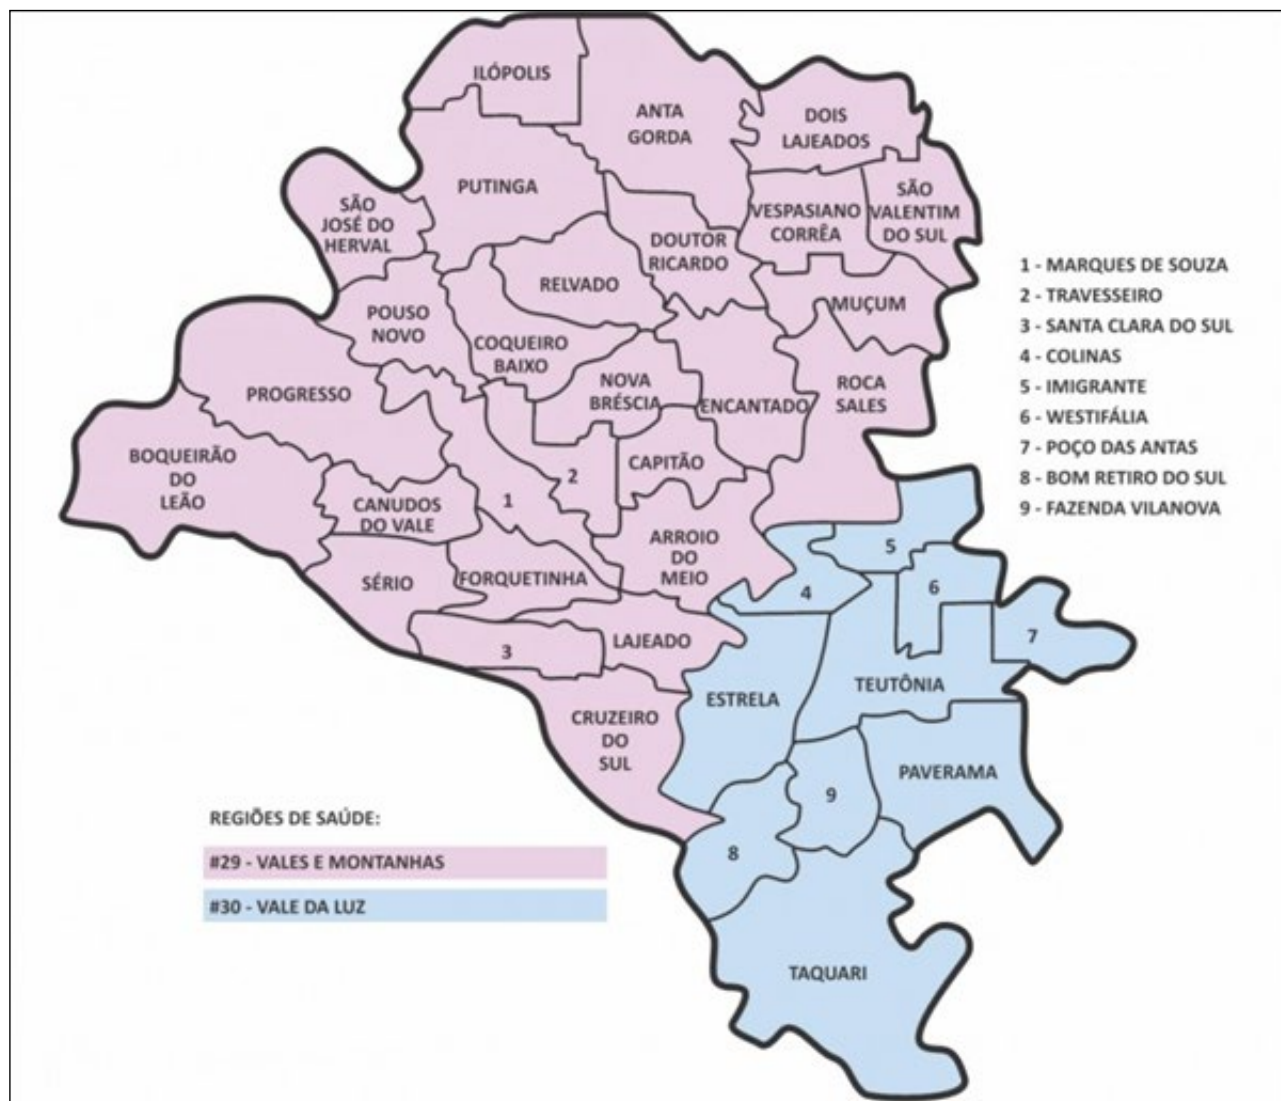 ILÓPOLIS
ANTA
GORDA
DOIS
LAJEADOS
PUTINGA
SÃO
JOSÉ DO
HERVAL
VESPASIANO
CORRÊA
SÃO
VALENTIM
DO SUL
DOUTOR
RICARDO
RELVADO
POUSO
NOVO
MUÇUM
COQUEIRO
BAIXO
PROGRESSO
NOVA
BRÉSCIA
ENCANTADO
ROCA
SALES
BOQUEIRÃO
DO
LEÃO
CAPITÃO
2
1
CANUDOS
DO VALE
ARROIO
DO
MEIO
5
SÉRIO
FORQUETINHA
4
6
3
LAJEADO
7
ESTRELA
TEUTÔNIA
CRUZEIRO
DO
SUL
PAVERAMA
9
8
TAQUARI
1 - MARQUES DE SOUZA
2 - TRAVESSEIRO
3 - SANTA CLARA DO SUL
4 - COLINAS
5 - IMIGRANTE
6 - WESTIFÁLIA
7 - POÇO DAS ANTAS
8 - BOM RETIRO DO SUL
9 - FAZENDA VILANOVA
REGIÕES DE SAÚDE:
#29 - VALES E MONTANHAS
#30 - VALE DA LUZ